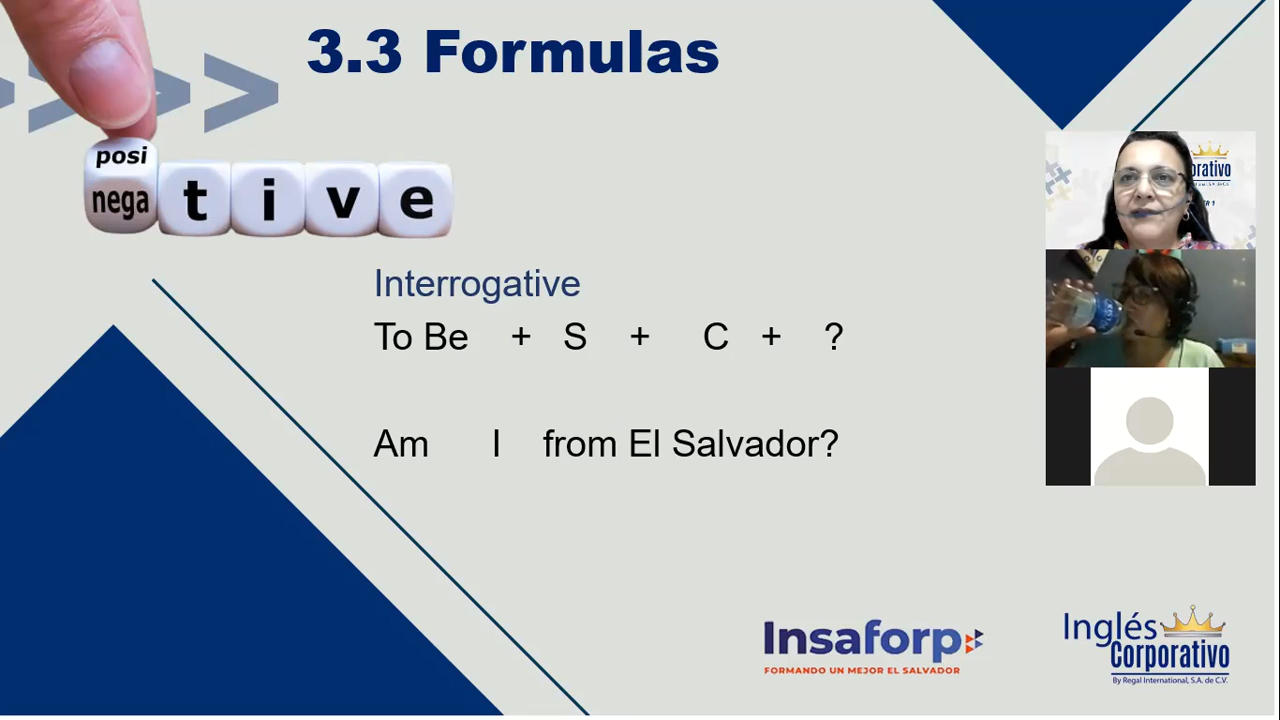 3.3 Formulas
posi
nega t i v e
Interrogative
To Be + S + C + ?
Am I from El Salvador?
Insaforp
FORMANDO UN MEJOR EL SALVADOR
Inglés
Corporativo
By Regal International, S.A. de C.V.